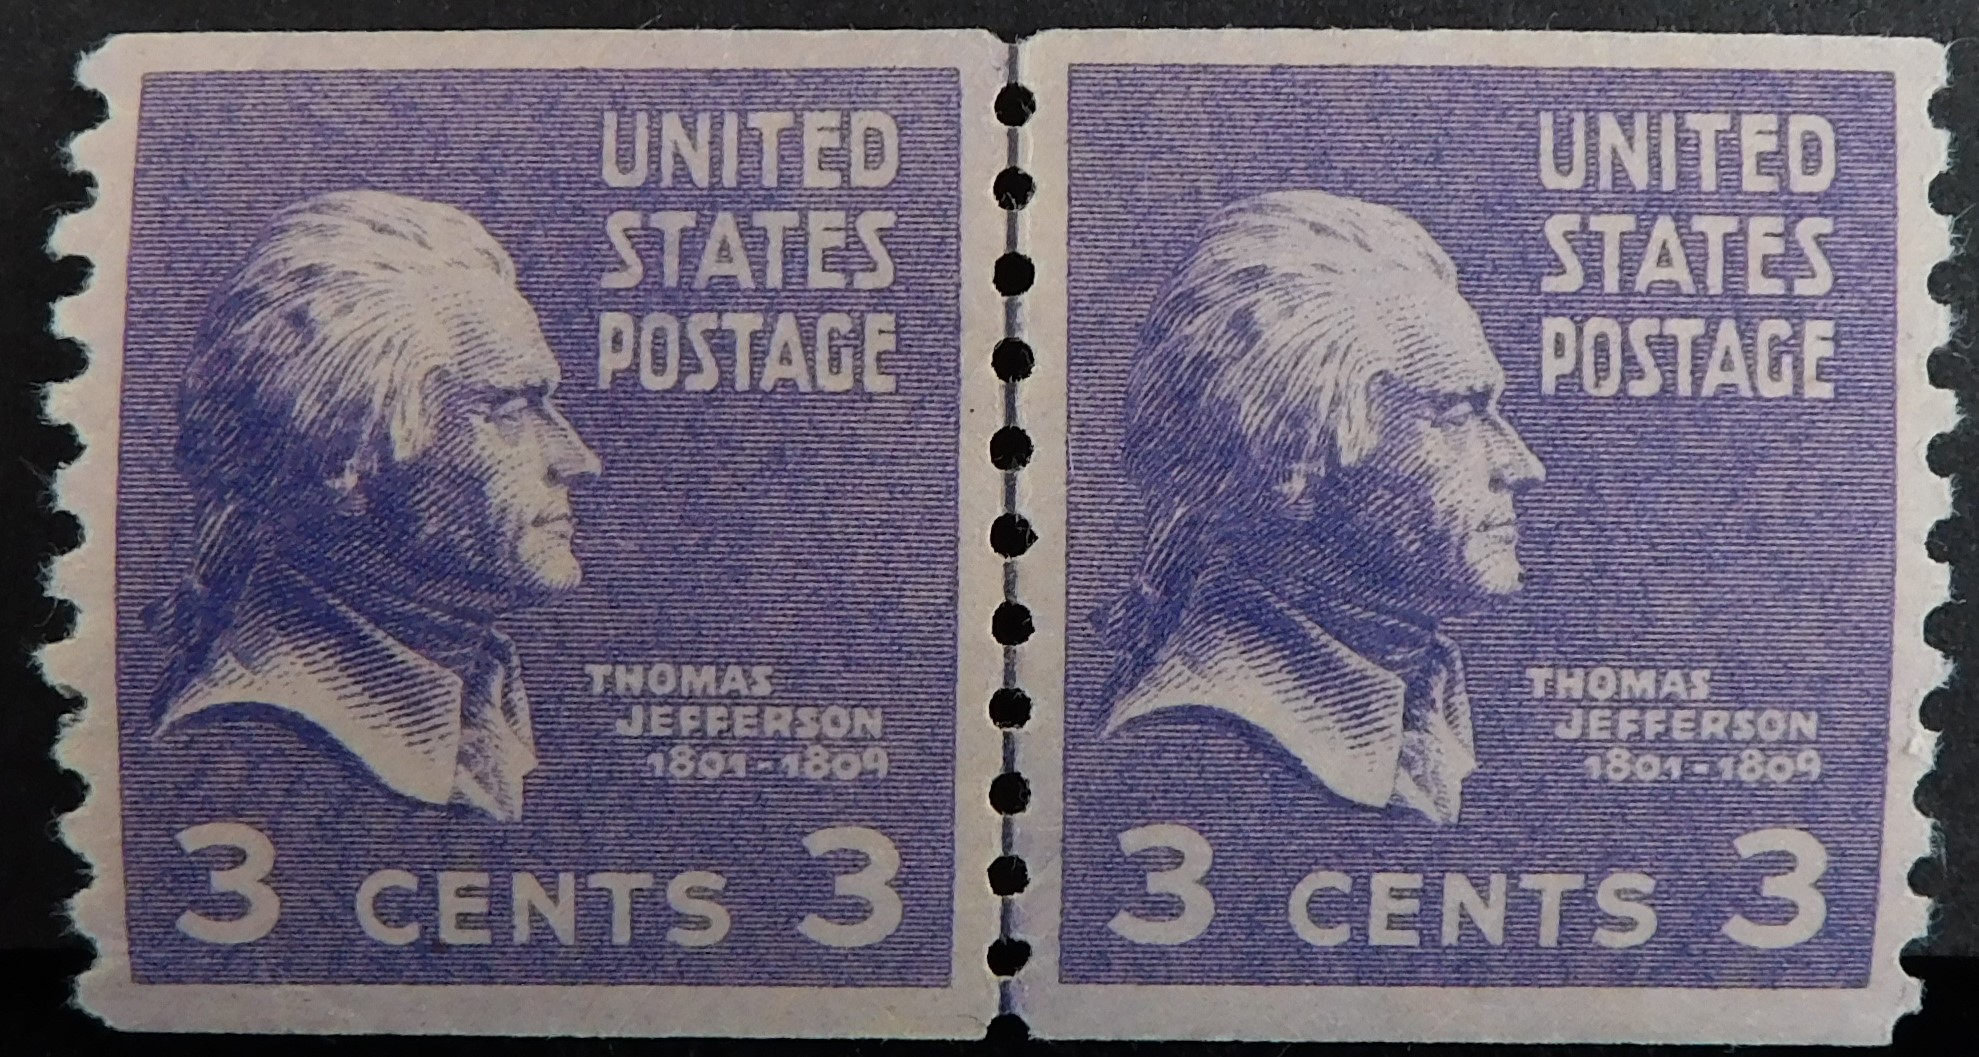 UNITED
STATES
POSTAGE
THOMAS
JEFFERSON
1801-1809
3 CENTS 3
UNITED
STATES
POSTAGE
THOMAS
JEFFERSON
1801-1809
3 CENTS 3